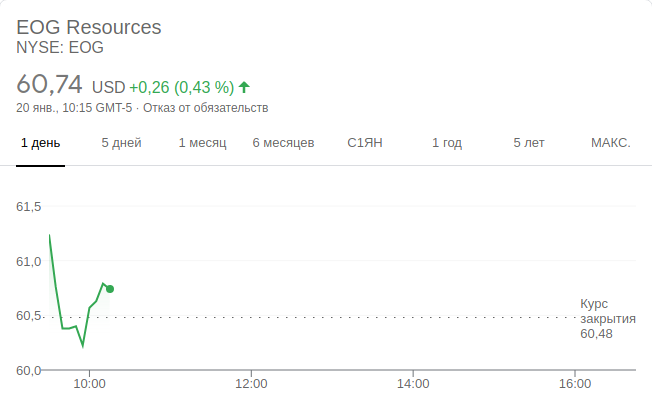 EOG Resources
NYSE: EOG
60,74 USD +0,26 (0,43 %)
20 янв., 10:15 GMT-5 · Отказ от обязательств
1 день 5 дней 1 месяц 6 месяцев С1ЯН 1 год 5 лет МАКС.
61,5
61,0
60,5
60,0
Курс
закрытия
60,48
10:00 12:00 14:00 16:00